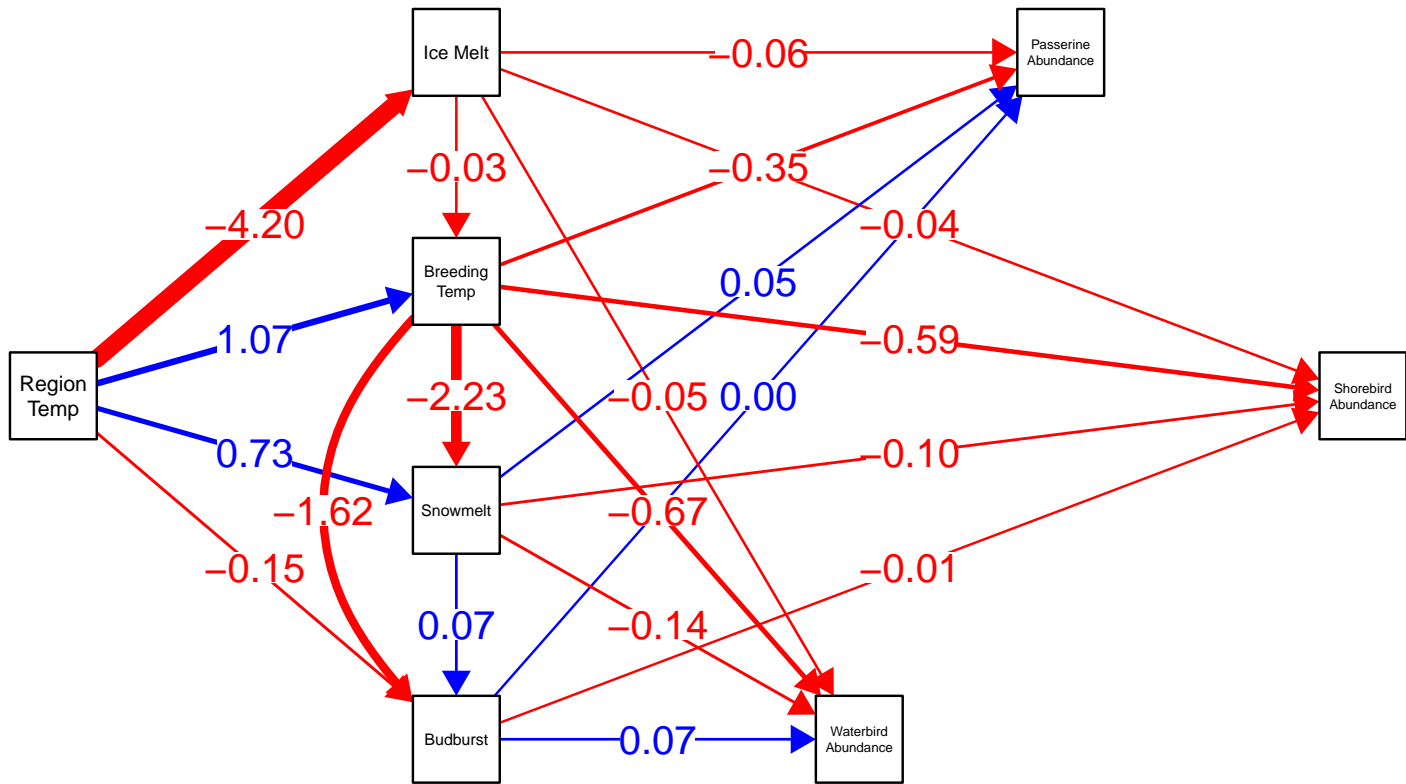 Ice Melt
Passerine
Abundance
−0.06
−0.03
−0.35
−4.20
−0.04
Breeding
Temp
0.05
1.07
−0.59
Region
Temp
−2.23
−0.05
0.00
Shorebird
Abundance
0.73
−0.10
Snowmelt
−1.62
−0.67
−0.15
−0.01
0.07
−0.14
Budburst
0.07
Waterbird
Abundance